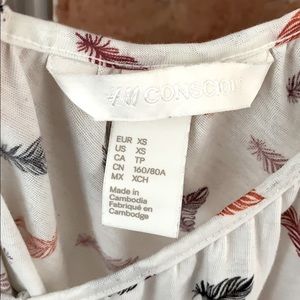 H&M CONSCIOUS
EUR XS
US XS
CA TP
CN 160/80A
MX XCH
Made in
Cambodia
Fabriqué en
Cambodge